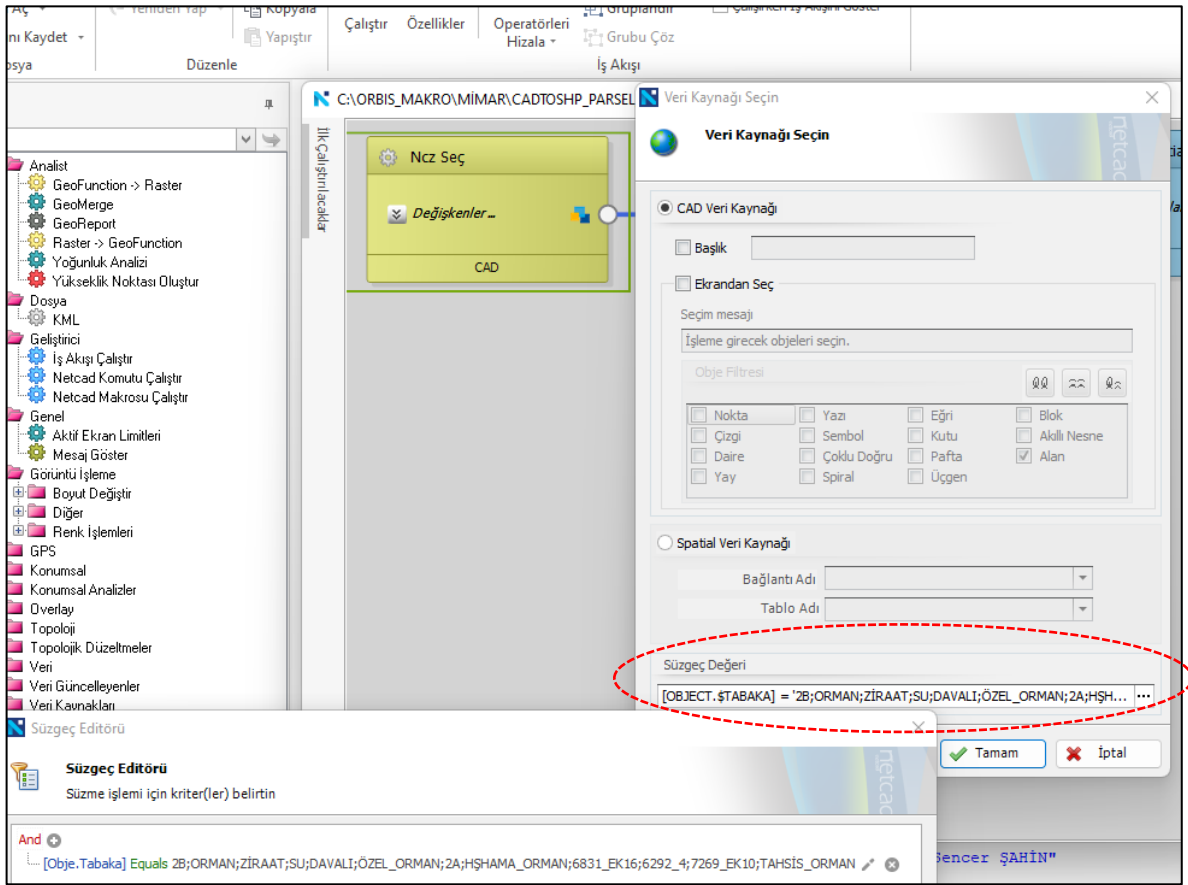 Aç
Yeniden Yap
Kopyala
Gruplandır
Çalışırken İş Akışını Göster
nı Kaydet
Yapıştır
Çalıştır
Özellikler
Operatörleri
Hizala
Grubu Çöz
osya
Düzenle
İş Akışı
C:\ORBIS_MAKRO\MİMAR\CADTOSHP_PARSEL
İlk Çalıştırılacaklar
Analist
GeoFunction -> Raster
GeoMerge
GeoReport
Raster -> GeoFunction
Yoğunluk Analizi
Yükseklik Noktası Oluştur
Dosya
KML
Geliştirici
İş Akışı Çalıştır
Netcad Komutu Çalıştır
Netcad Makrosu Çalıştır
Genel
Aktif Ekran Limitleri
Mesaj Göster
Görüntü İşleme
Boyut Değiştir
Diğer
Renk İşlemleri
GPS
Konumsal
Konumsal Analizler
Overlay
Topoloji
Topolojik Düzeltmeler
Veri
Veri Güncelleyenler
Veri Kaynakları
Ncz Seç
Değişkenler...
CAD
Veri Kaynağı Seçin
Veri Kaynağı Seçin
netcad
CAD Veri Kaynağı
Başlık
Ekrandan Seç
Seçim mesajı
İşleme girecek objeleri seçin.
Obje Filtresi
Nokta Yazı Eğri Blok
Çizgi Sembol Kutu Akıllı Nesne
Daire Çoklu Doğru Pafta Alan
Yay Spiral Üçgen
Spatial Veri Kaynağı
Bağlantı Adı
Tablo Adı
Süzgeç Değeri
[OBJECT.$TABAKA] = '2B;ORMAN;ZİRAAT;SU;DAVALI;ÖZEL_ORMAN;2A;HŞH... ...
Tamam
İptal
Süzgeç Editörü
Süzgeç Editörü
Süzme işlemi için kriter(ler) belirtin
netcad
And
[Obje.Tabaka] Equals 2B;ORMAN;ZİRAAT;SU;DAVALI;ÖZEL_ORMAN;2A;HŞHAMA_ORMAN;6831_EK16;6292_4;7269_EK10;TAHSİS_ORMAN
Sencer ŞAHİN"